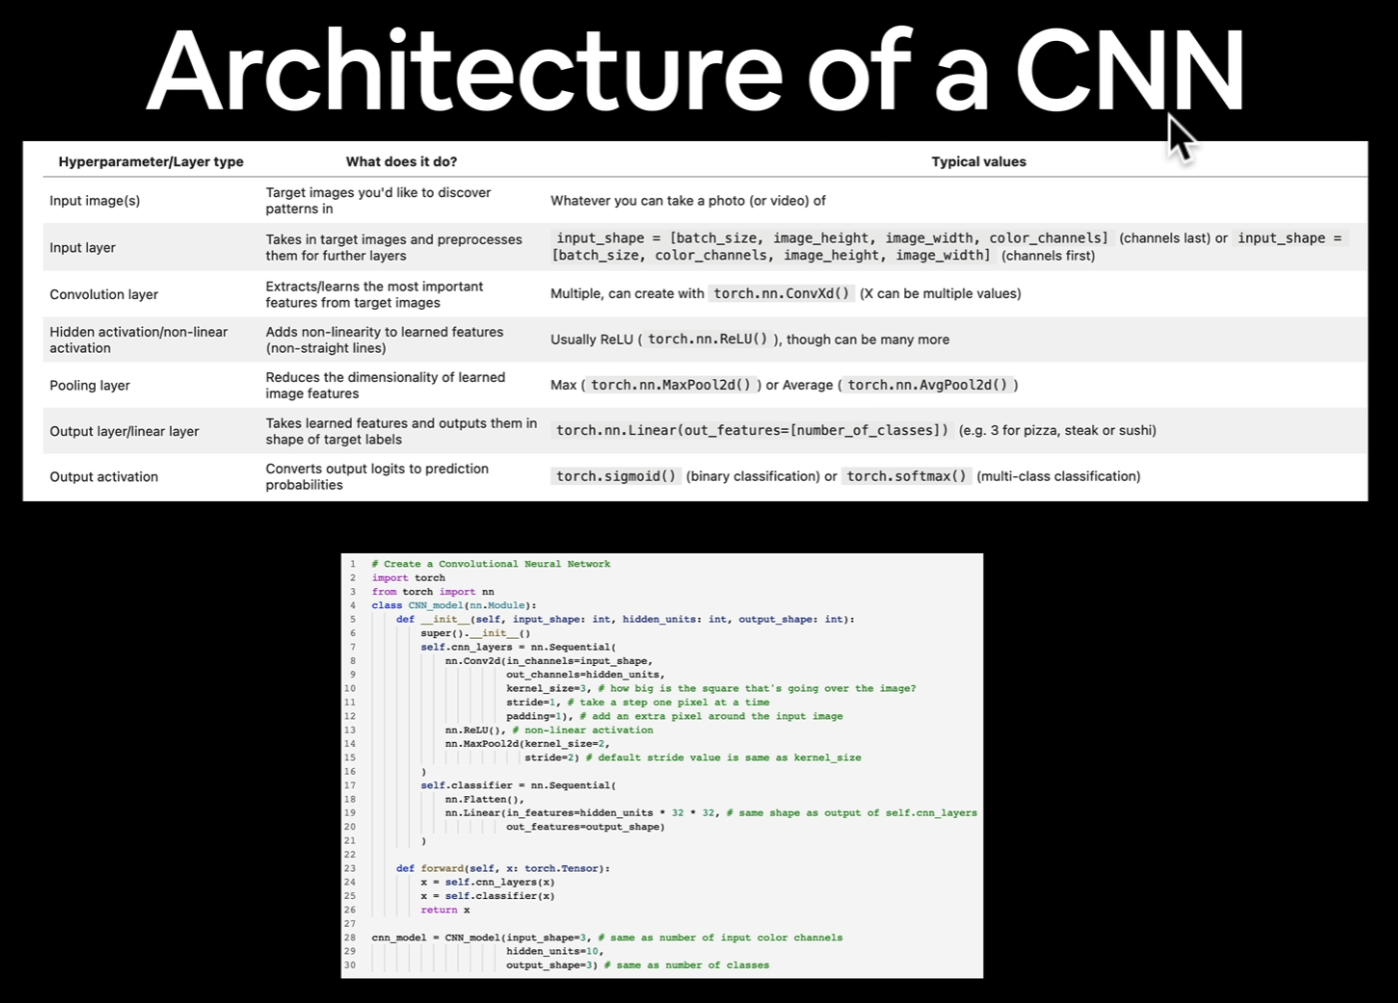 Architecture of a CNN
Hyperparameter/Layer type What does it do? Typical values
Input image(s)
Target images you'd like to discover
patterns in
Whatever you can take a photo (or video) of
Input layer
Takes in target images and preprocesses
them for further layers
input_shape = [batch_size, image_height, image_width, color_channels] (channels last) or input_shape =
[batch_size, color_channels, image_height, image_width] (channels first)
Convolution layer
Extracts/learns the most important
features from target images
Multiple, can create with torch.nn.ConvXd() (X can be multiple values)
Hidden activation/non-linear
activation
Adds non-linearity to learned features
(non-straight lines)
Usually ReLU ( torch.nn.ReLU() ), though can be many more
Pooling layer
Reduces the dimensionality of learned
image features
Max ( torch.nn.MaxPool2d() ) or Average ( torch.nn.AvgPool2d() )
Output layer/linear layer
Takes learned features and outputs them in
shape of target labels
torch.nn.Linear(out_features=[number_of_classes]) (e.g. 3 for pizza, steak or sushi)
Output activation
Converts output logits to prediction
probabilities
torch.sigmoid() (binary classification) or torch.softmax() (multi-class classification)
1 # Create a Convolutional Neural Network
2 import torch
3 from torch import nn
4 class CNN_model(nn.Module):
5 def __init__(self, input_shape: int, hidden_units: int, output_shape: int):
6 super().__init__()
7 self.cnn_layers = nn.Sequential(
8 nn.Conv2d(in_channels=input_shape,
9 out_channels=hidden_units,
10 kernel_size=3, # how big is the square that's going over the image?
11 stride=1, # take a step one pixel at a time
12 padding=1), # add an extra pixel around the input image
13 nn.ReLU(), # non-linear activation
14 nn.MaxPool2d(kernel_size=2,
15 stride=2) # default stride value is same as kernel_size
16 )
17 self.classifier = nn.Sequential(
18 nn.Flatten(),
19 nn.Linear(in_features=hidden_units * 32 * 32, # same shape as output of self.cnn_layers
20 out_features=output_shape)
21 )
22
23 def forward(self, x: torch.Tensor):
24 x = self.cnn_layers(x)
25 x = self.classifier(x)
26 return x
27
28 cnn_model = CNN_model(input_shape=3, # same as number of input color channels
29 hidden_units=10,
30 output_shape=3) # same as number of classes